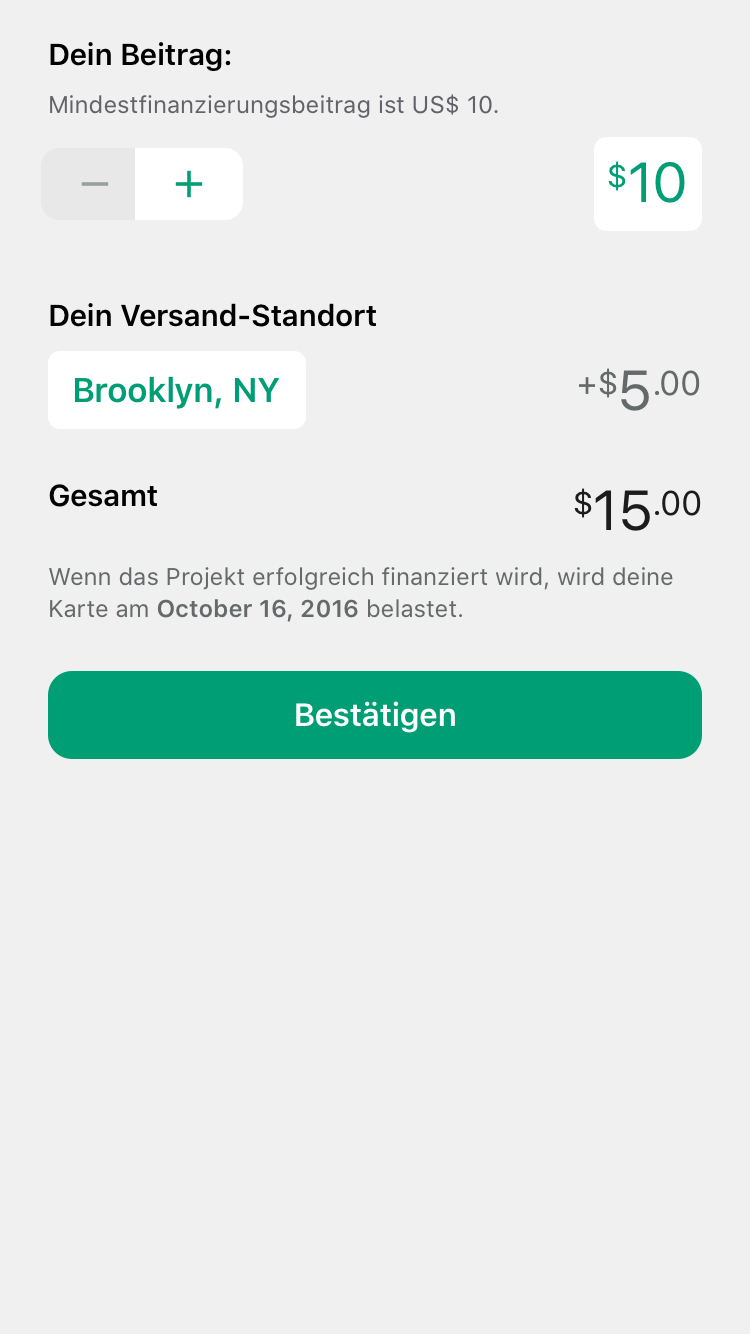 Dein Beitrag:
Mindestfinanzierungsbeitrag ist US$ 10.
− + $10
Dein Versand-Standort
Brooklyn, NY +$5.00
Gesamt $15.00
Wenn das Projekt erfolgreich finanziert wird, wird deine
Karte am October 16, 2016 belastet.
Bestätigen